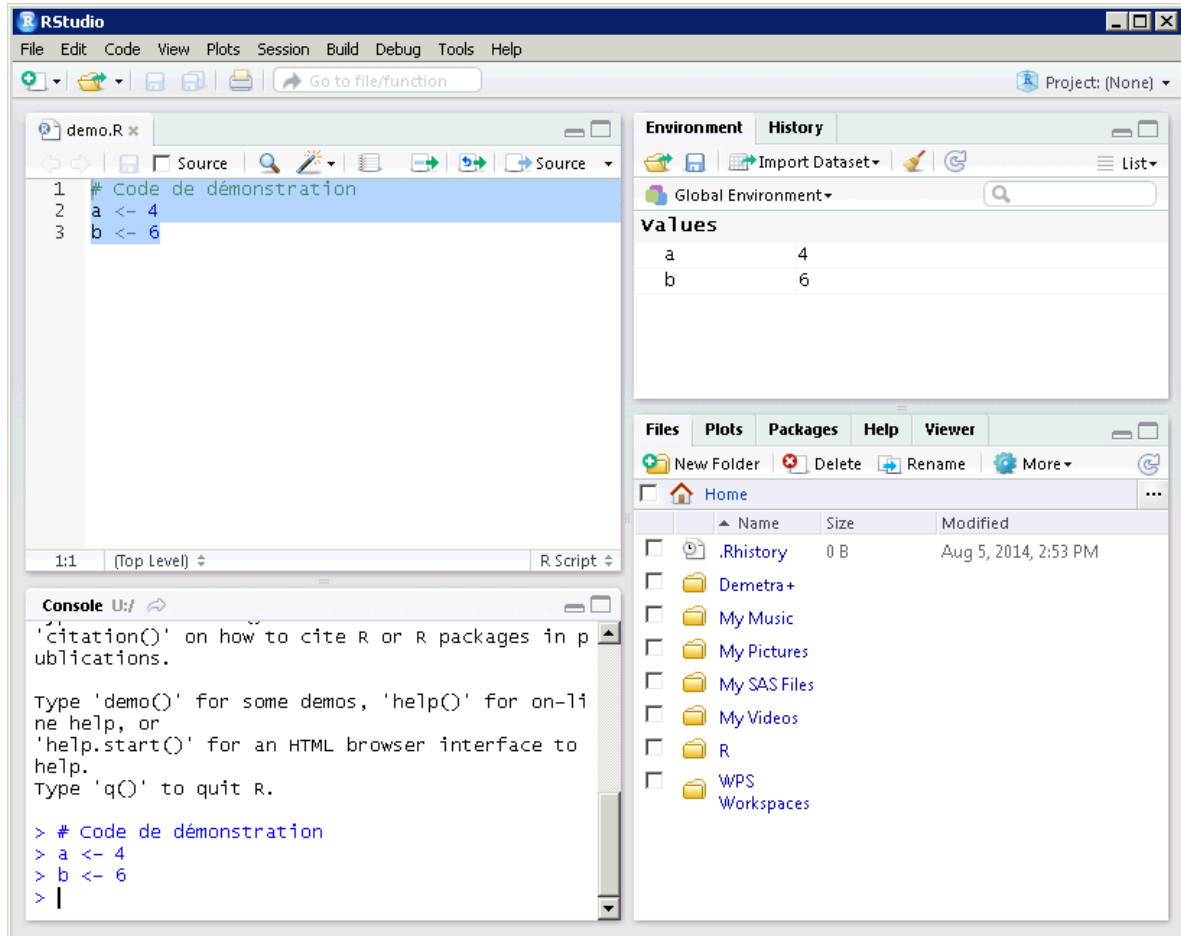 RStudio
File Edit Code View Plots Session Build Debug Tools Help
Go to file/function
Project: (None)
demo.R
Source
Source
1 # Code de démonstration
2 a <- 4
3 b <- 6
1:1 (Top Level)
R Script
Console U:/
'citation()' on how to cite R or R packages in p
ublications.
Type 'demo()' for some demos, 'help()' for on-li
ne help, or
'help.start()' for an HTML browser interface to
help.
Type 'q()' to quit R.
> # Code de démonstration
> a <- 4
> b <- 6
>
Environment History
Import Dataset
List
Global Environment
Values
a 4
b 6
Files Plots Packages Help Viewer
New Folder Delete Rename More
Home
Name Size Modified
.Rhistory 0 B Aug 5, 2014, 2:53 PM
Demetra+
My Music
My Pictures
My SAS Files
My Videos
R
WPS
Workspaces